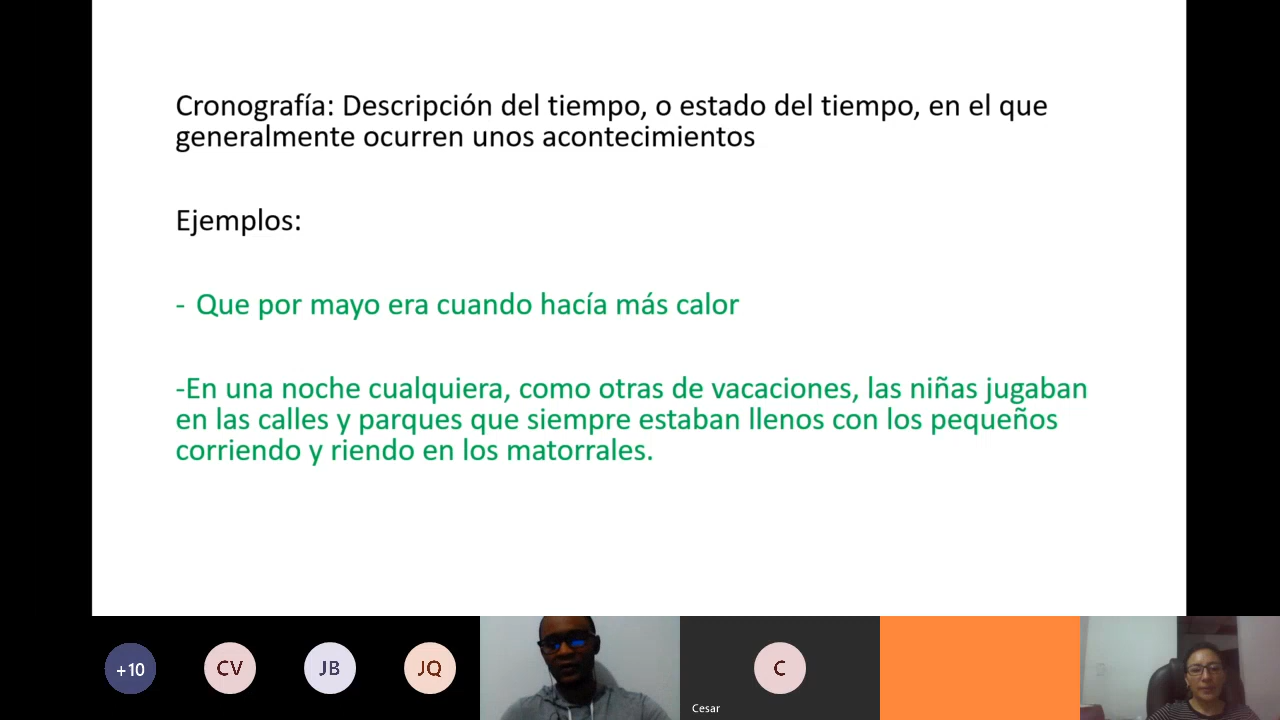 Cronografía: Descripción del tiempo, o estado del tiempo, en el que
generalmente ocurren unos acontecimientos
Ejemplos:
- Que por mayo era cuando hacía más calor
-En una noche cualquiera, como otras de vacaciones, las niñas jugaban
en las calles y parques que siempre estaban llenos con los pequeños
corriendo y riendo en los matorrales.
+10 CV JB JQ C
Cesar